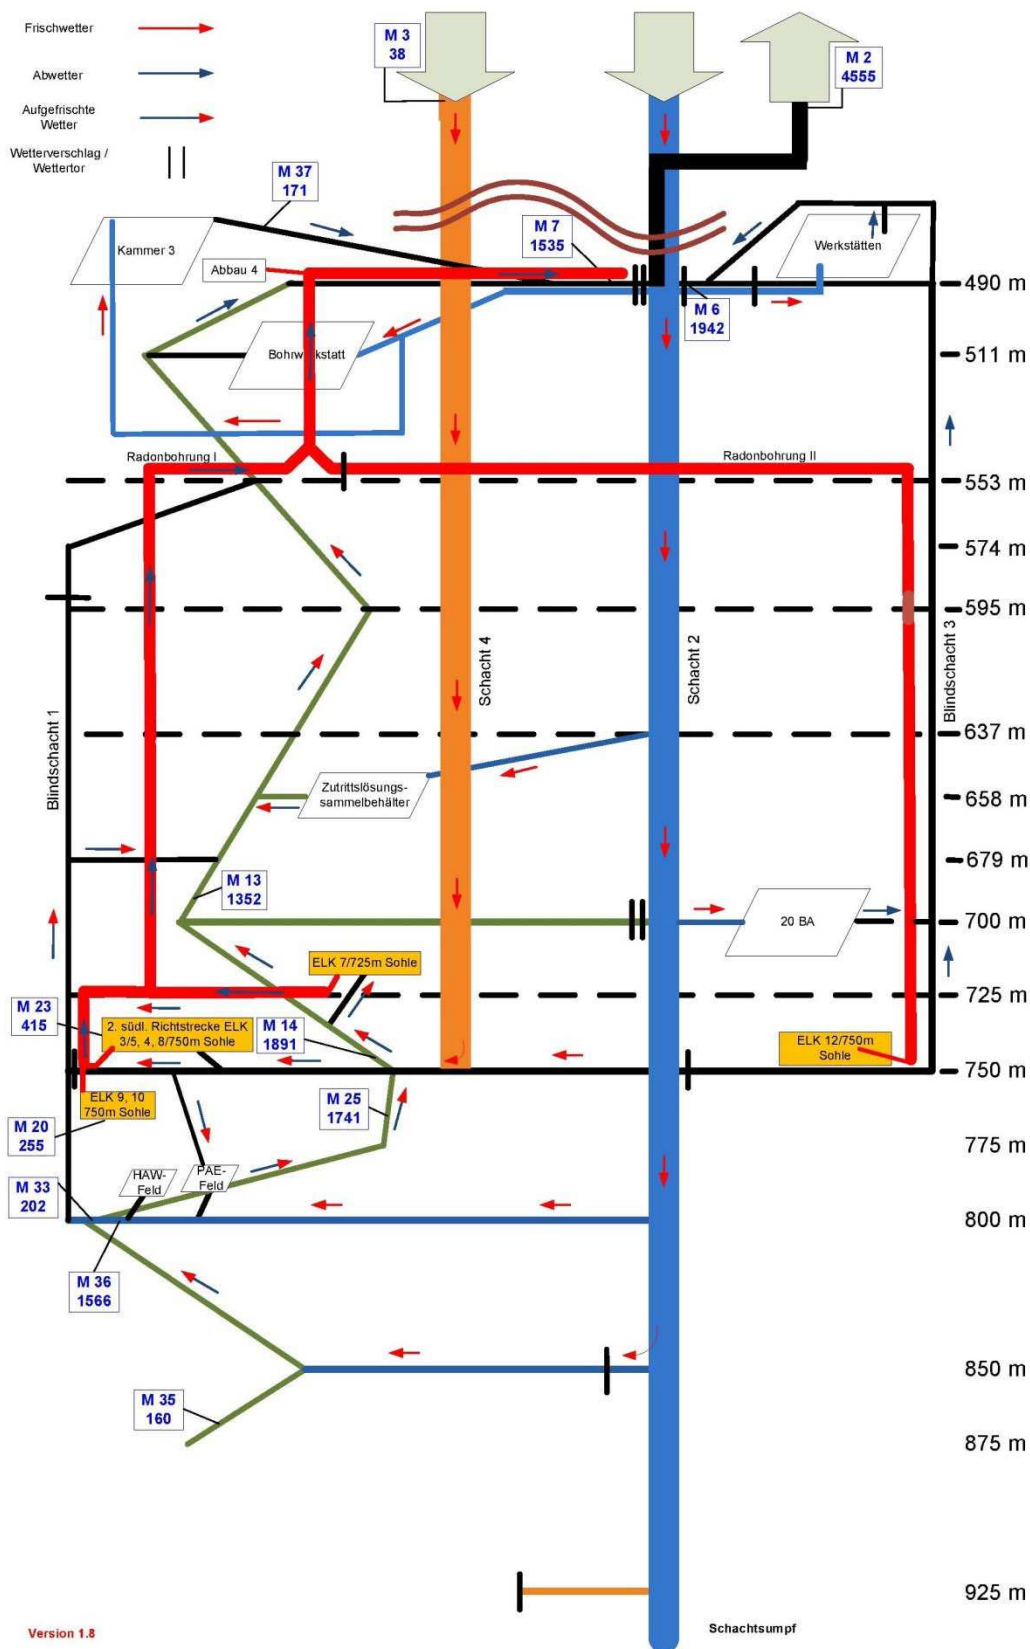 Frischwetter
Abwetter
Aufgefrischte
Wetter
Wetterverschlag /
Wettertor
M 3
38
M 2
4555
M 37
171
M 7
1535
Kammer 3
Werkstätten
Abbau 4
490 m
M 6
1942
Bohrwerkstatt
511 m
Radonbohrung I
Radonbohrung II
553 m
574 m
595 m
Blindschacht 1
Schacht 4
Schacht 2
Blindschacht 3
637 m
Zutrittslösungs-
sammelbehälter
658 m
679 m
M 13
1352
700 m
20 BA
ELK 7/725m Sohle
725 m
M 23
415
2. südl. Richtstrecke ELK
3/5, 4, 8/750m Sohle
M 14
1891
ELK 12/750m
Sohle
750 m
ELK 9, 10
750m Sohle
M 25
1741
M 20
255
775 m
HAW-
Feld
PAE-
Feld
M 33
202
800 m
M 36
1566
850 m
M 35
160
875 m
925 m
Version 1.8
Schachtsumpf